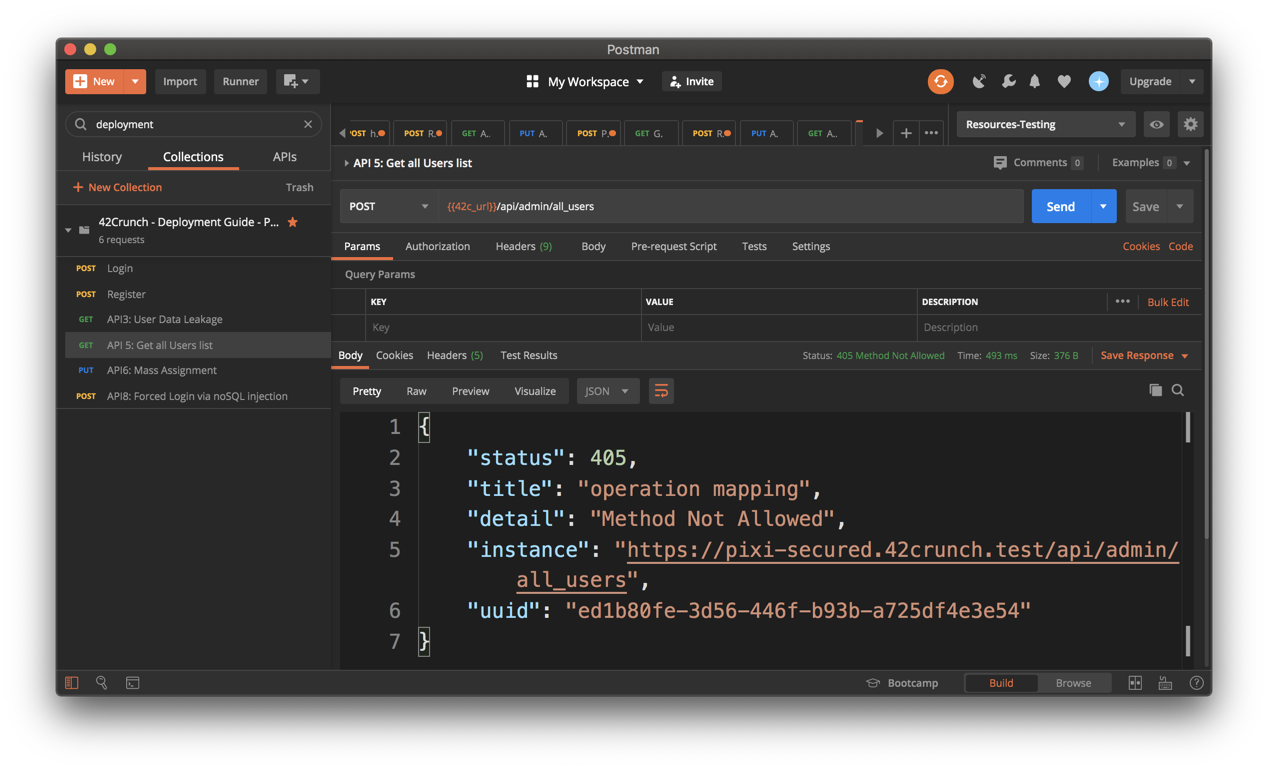 Postman
New Import Runner My Workspace Invite Upgrade
deployment
History Collections APIs
+ New Collection Trash
42Crunch - Deployment Guide - P...
6 requests
POST Login
POST Register
GET API3: User Data Leakage
GET API 5: Get all Users list
PUT API6: Mass Assignment
POST API8: Forced Login via noSQL injection
OST h. POST R. GET A.. PUT A. POST P. GET G. POST R. PUT A. GET A.. + ••• Resources-Testing
API 5: Get all Users list Comments 0 Examples 0
POST {{42c_url}}/api/admin/all_users Send Save
Params Authorization Headers (9) Body Pre-request Script Tests Settings Cookies Code
Query Params
KEY VALUE DESCRIPTION ••• Bulk Edit
Key Value Description
Body Cookies Headers (5) Test Results Status: 405 Method Not Allowed Time: 493 ms Size: 376 B Save Response
Pretty Raw Preview Visualize JSON
1 {
2 "status": 405,
3 "title": "operation mapping",
4 "detail": "Method Not Allowed",
5 "instance": "https://pixi-secured.42crunch.test/api/admin/
all_users",
6 "uuid": "ed1b80fe-3d56-446f-b93b-a725df4e3e54"
7 }
Bootcamp Build Browse